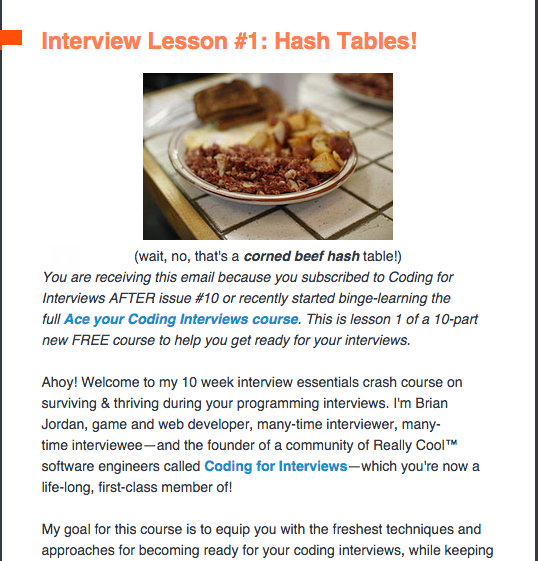 Interview Lesson #1: Hash Tables!
(wait, no, that's a corned beef hash table!)
You are receiving this email because you subscribed to Coding for
Interviews AFTER issue #10 or recently started binge-learning the
full Ace your Coding Interviews course. This is lesson 1 of a 10-part
new FREE course to help you get ready for your interviews.
Ahoy! Welcome to my 10 week interview essentials crash course on
surviving & thriving during your programming interviews. I'm Brian
Jordan, game and web developer, many-time interviewer, many-
time interviewee—and the founder of a community of Really Cool™
software engineers called Coding for Interviews—which you're now a
life-long, first-class member of!
My goal for this course is to equip you with the freshest techniques and
approaches for becoming ready for your coding interviews, while keeping